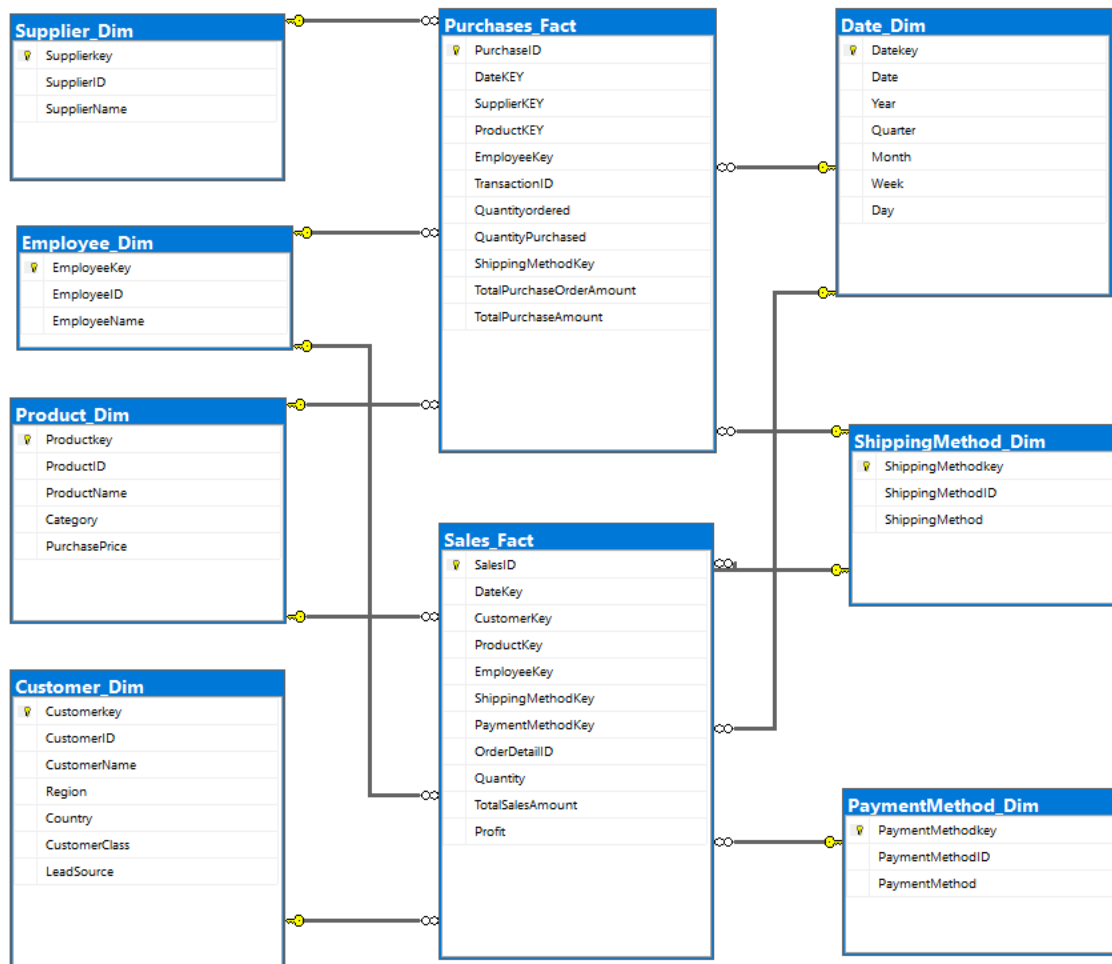 Supplier_Dim
Supplierkey
SupplierID
SupplierName
Employee_Dim
EmployeeKey
EmployeeID
EmployeeName
Product_Dim
Productkey
ProductID
ProductName
Category
PurchasePrice
Customer_Dim
Customerkey
CustomerID
CustomerName
Region
Country
CustomerClass
LeadSource
Purchases_Fact
PurchaseID
DateKEY
SupplierKEY
ProductKEY
EmployeeKey
TransactionID
Quantityordered
QuantityPurchased
ShippingMethodKey
TotalPurchaseOrderAmount
TotalPurchaseAmount
Sales_Fact
SalesID
DateKey
CustomerKey
ProductKey
EmployeeKey
ShippingMethodKey
PaymentMethodKey
OrderDetailID
Quantity
TotalSalesAmount
Profit
Date_Dim
Datekey
Date
Year
Quarter
Month
Week
Day
ShippingMethod_Dim
ShippingMethodkey
ShippingMethodID
ShippingMethod
PaymentMethod_Dim
PaymentMethodkey
PaymentMethodID
PaymentMethod